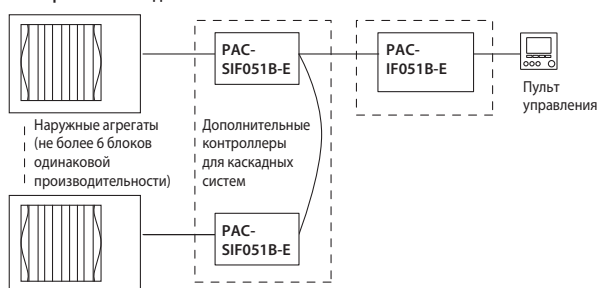 PAC-
SIF051B-E
PAC-
IF051B-E
Пульт
управления
Наружные агрегаты
(не более 6 блоков
одинаковой
производительности)
Дополнительные
контроллеры
для каскадных
систем
PAC-
SIF051B-E